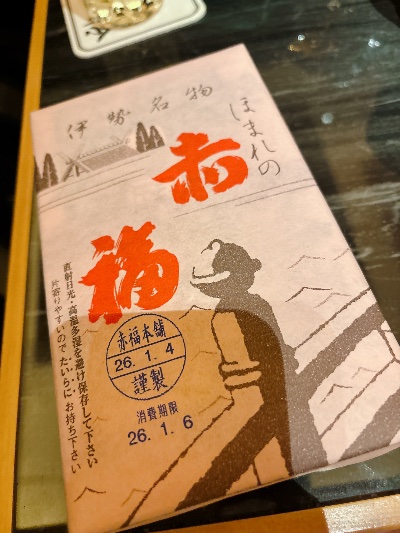 伊勢名物
ほまれの
赤福
赤福本舗
26.1.4
謹製
消費期限
26.1.6
直射日光・高温多湿を避け保存して下さい
片寄りやすいのでたいらにお持ち下さい